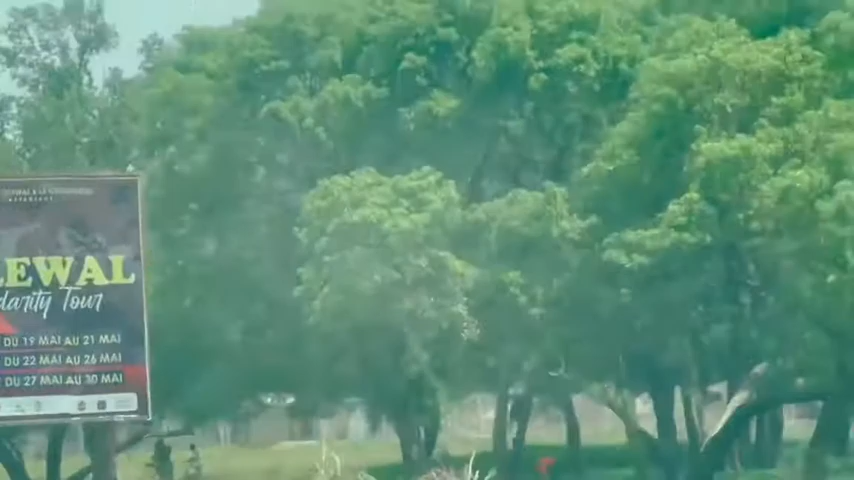 EWAL
darity Tour
DU 19 MAI AU 21 MAI
DU 22 MAI AU 26 MAI
DU 27 MAI AU 30 MAI